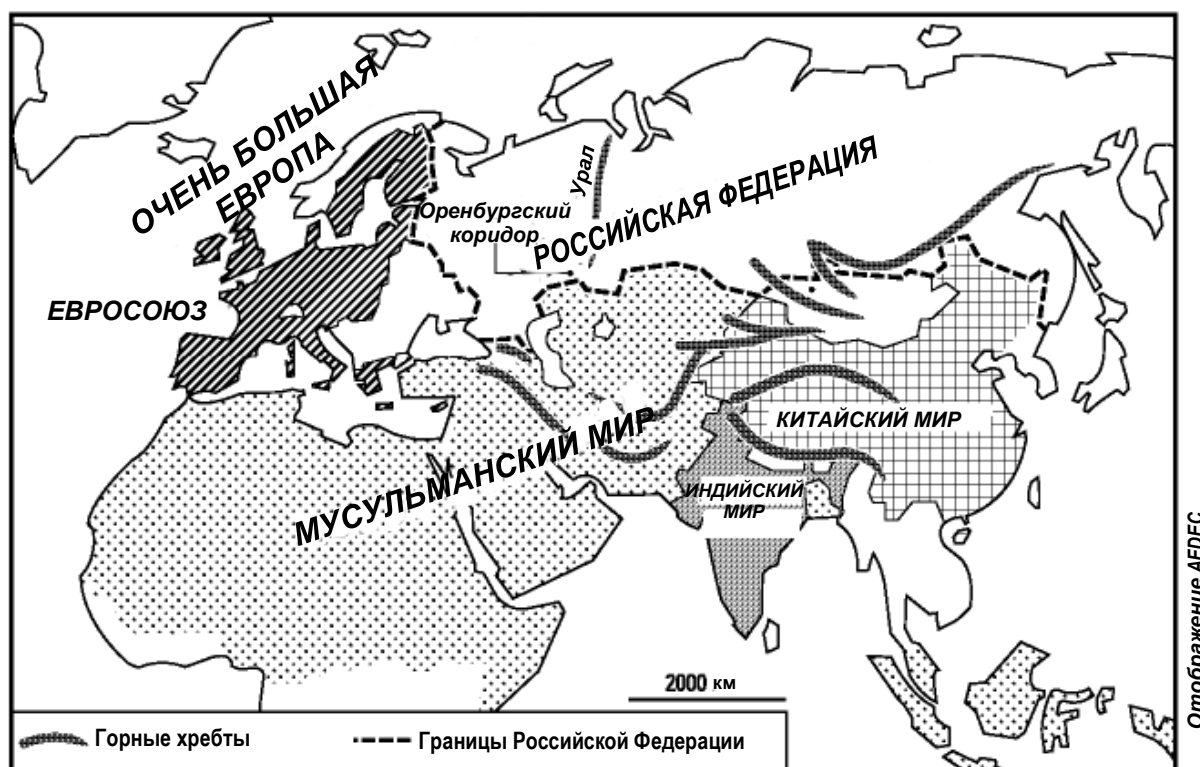 ОЧЕНЬ БОЛЬШАЯ
ЕВРОПА
Урал
Оренбургский
коридор
РОССИЙСКАЯ ФЕДЕРАЦИЯ
ЕВРОСОЮЗ
МУСУЛЬМАНСКИЙ МИР
КИТАЙСКИЙ МИР
ИНДИЙСКИЙ
МИР
2000 км
Горные хребты
Границы Российской Федерации
Отображение AFDEC